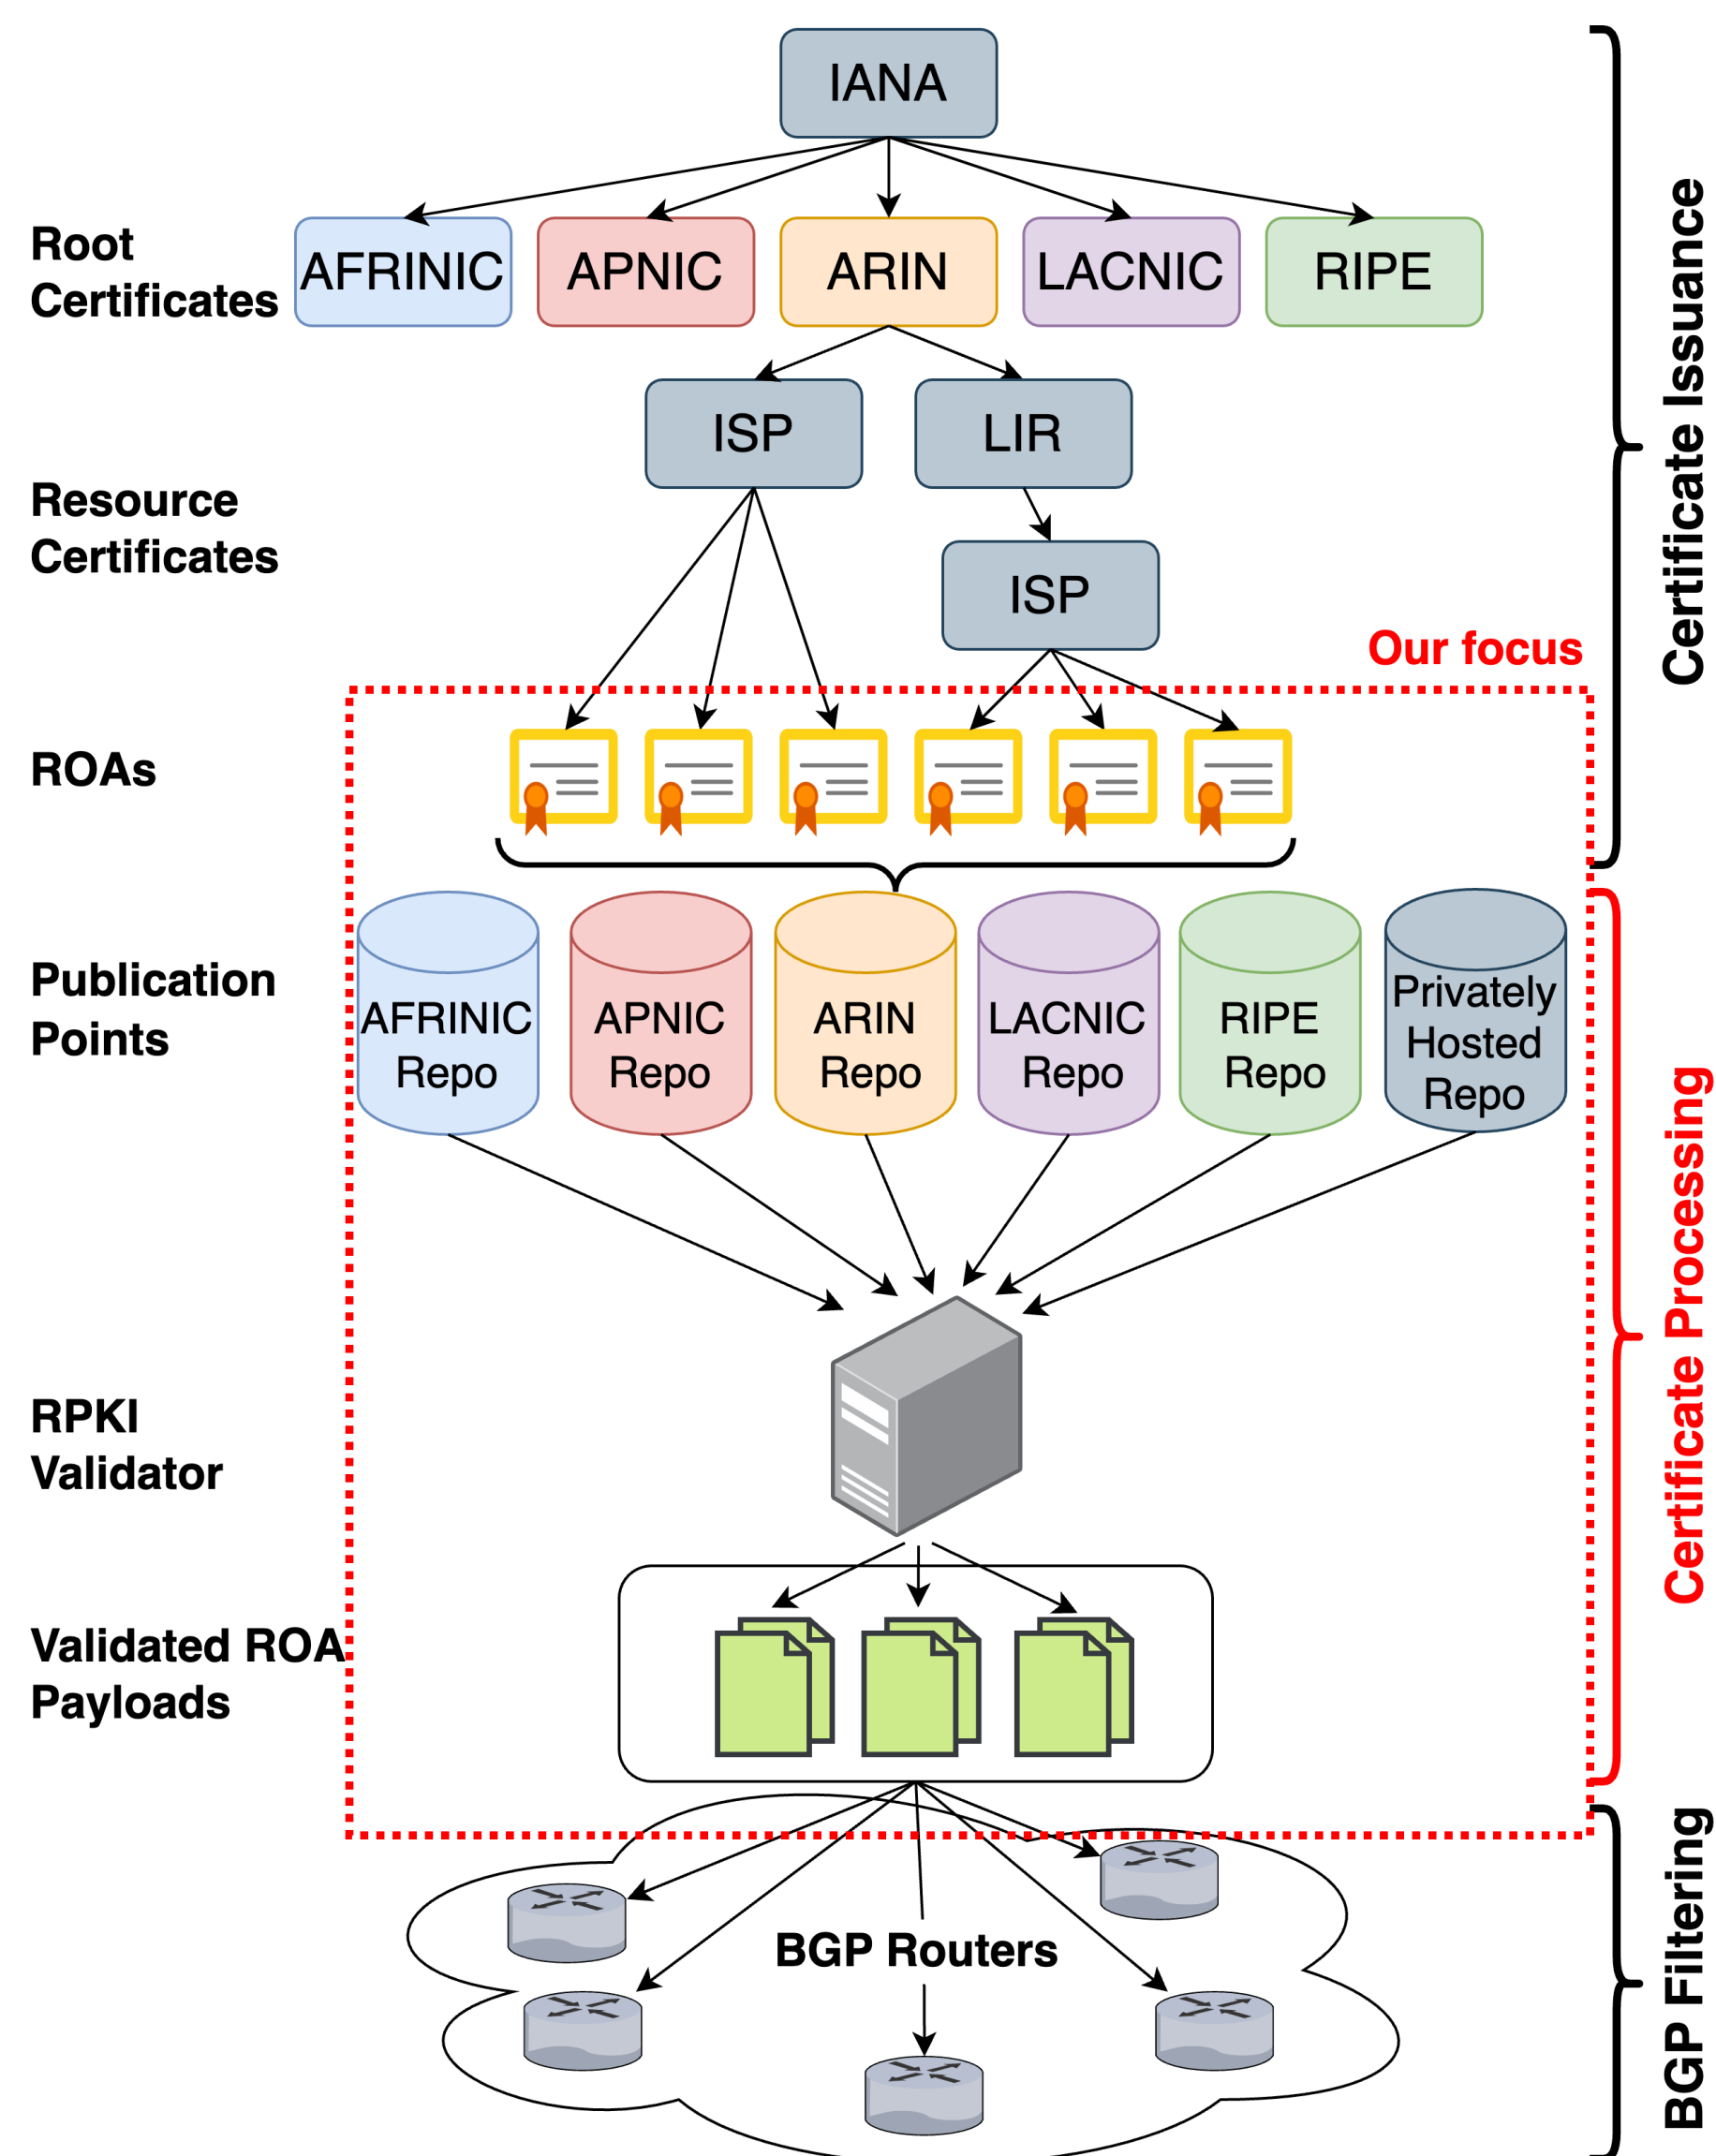 IANA
Root
Certificates
AFRINIC
APNIC
ARIN
LACNIC
RIPE
Certificate Issuance
ISP
LIR
Resource
Certificates
ISP
Our focus
ROAs
Publication
Points
AFRINIC
Repo
APNIC
Repo
ARIN
Repo
LACNIC
Repo
RIPE
Repo
Privately
Hosted
Repo
Certificate Processing
RPKI
Validator
Validated ROA
Payloads
BGP Routers
BGP Filtering